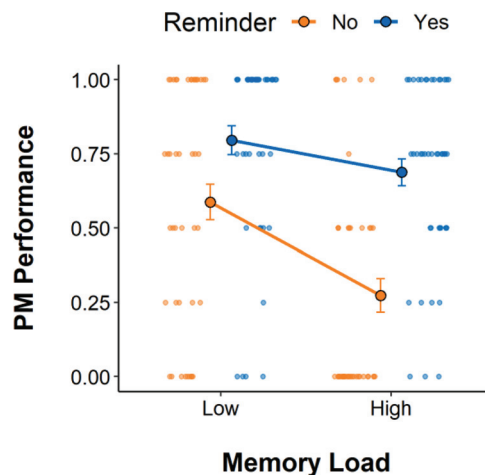 Reminder No Yes
1.00
0.75
0.50
0.25
0.00
PM Performance
Low High
Memory Load